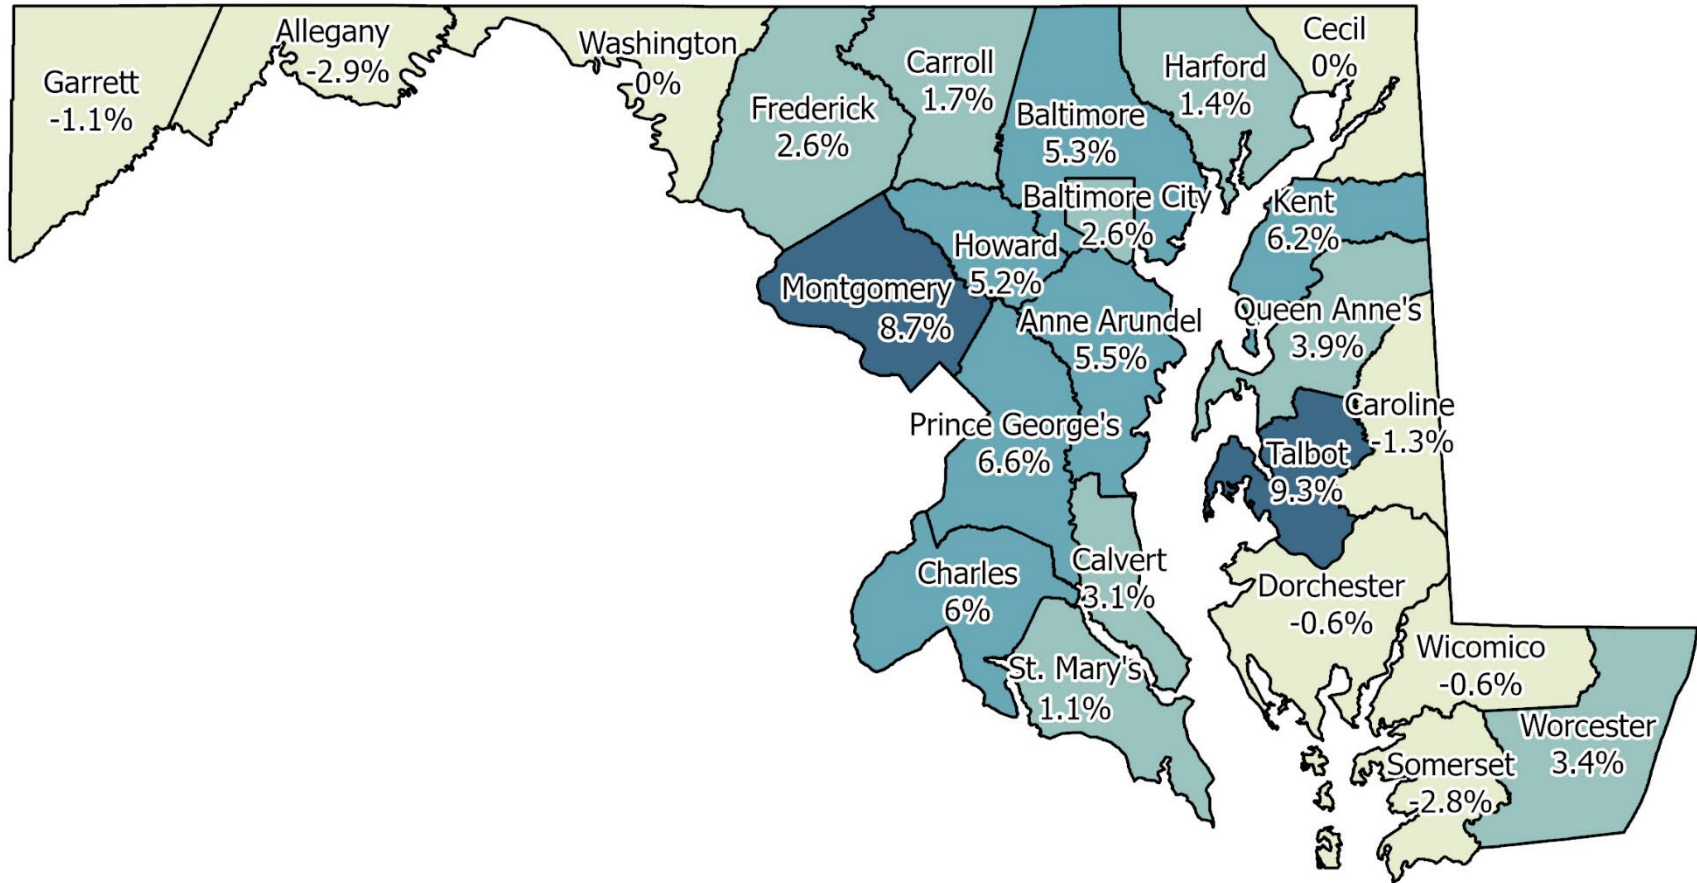 Garrett
-1.1%
Allegany
-2.9%
Washington
0%
Frederick
2.6%
Carroll
1.7%
Baltimore
5.3%
Harford
1.4%
Cecil
0%
Baltimore City
2.6%
Howard
5.2%
Montgomery
8.7%
Anne Arundel
5.5%
Kent
6.2%
Queen Anne's
3.9%
Caroline
-1.3%
Talbot
9.3%
Prince George's
6.6%
Charles
6%
Calvert
3.1%
St. Mary's
1.1%
Dorchester
-0.6%
Wicomico
-0.6%
Worcester
3.4%
Somerset
-2.8%